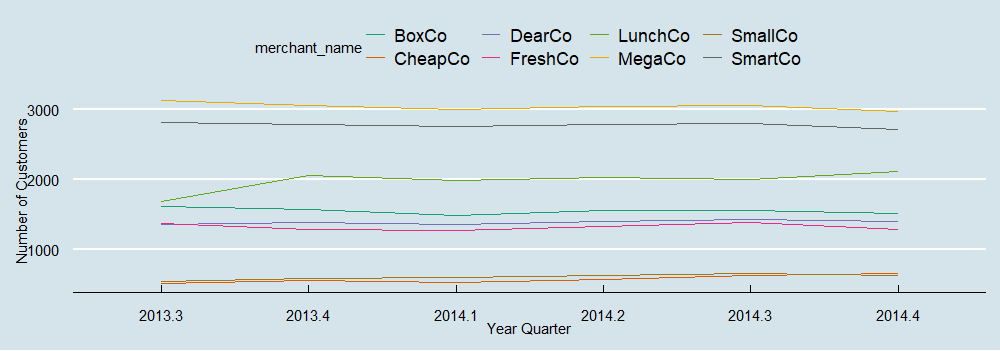 merchant_name
BoxCo DearCo LunchCo SmallCo
CheapCo FreshCo MegaCo SmartCo
Number of Customers
3000
2000
1000
2013.3 2013.4 2014.1 2014.2 2014.3 2014.4
Year Quarter